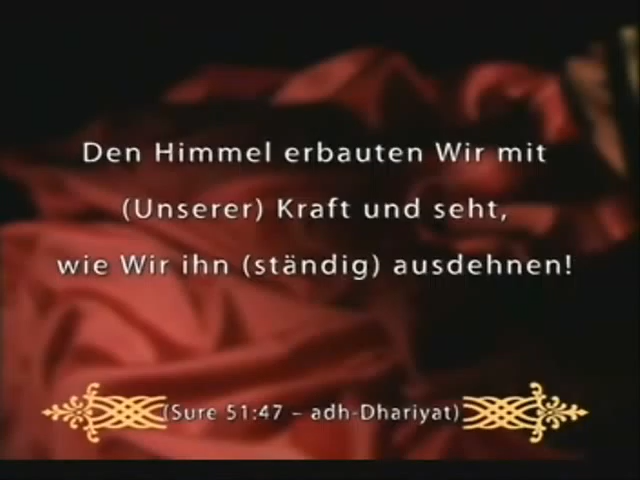 Den Himmel erbauten Wir mit
(Unserer) Kraft und seht,
wie Wir ihn (ständig) ausdehnen!
(Sure 51:47 – adh-Dhariyat)